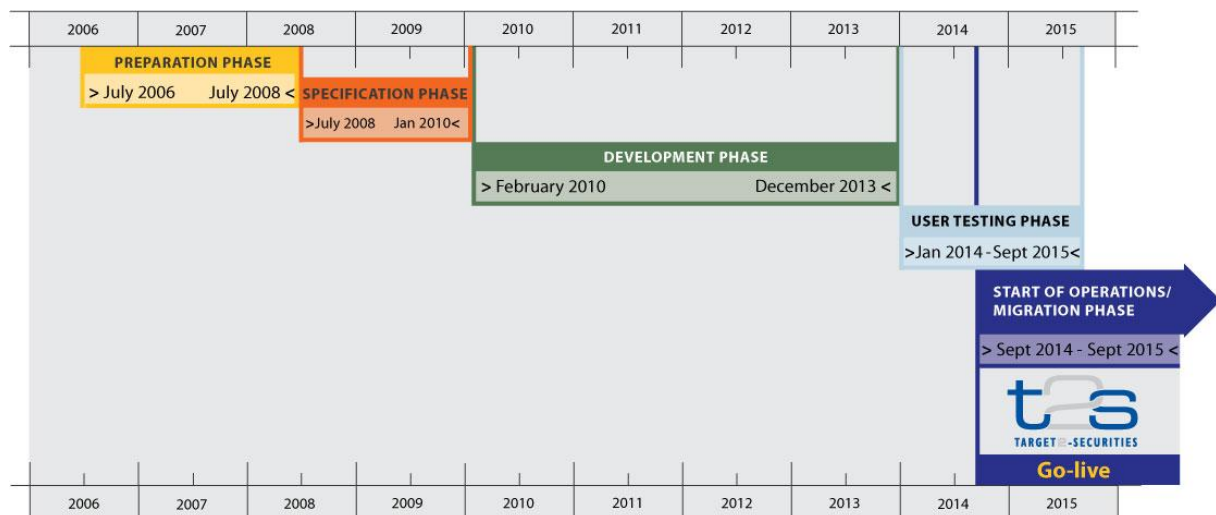 2006 2007 2008 2009 2010 2011 2012 2013 2014 2015
PREPARATION PHASE
> July 2006 July 2008 <
SPECIFICATION PHASE
>July 2008 Jan 2010<
DEVELOPMENT PHASE
> February 2010 December 2013 <
USER TESTING PHASE
>Jan 2014 - Sept 2015<
START OF OPERATIONS/
MIGRATION PHASE
> Sept 2014 - Sept 2015 <
t2s
TARGET2-SECURITIES
Go-live
2006 2007 2008 2009 2010 2011 2012 2013 2014 2015